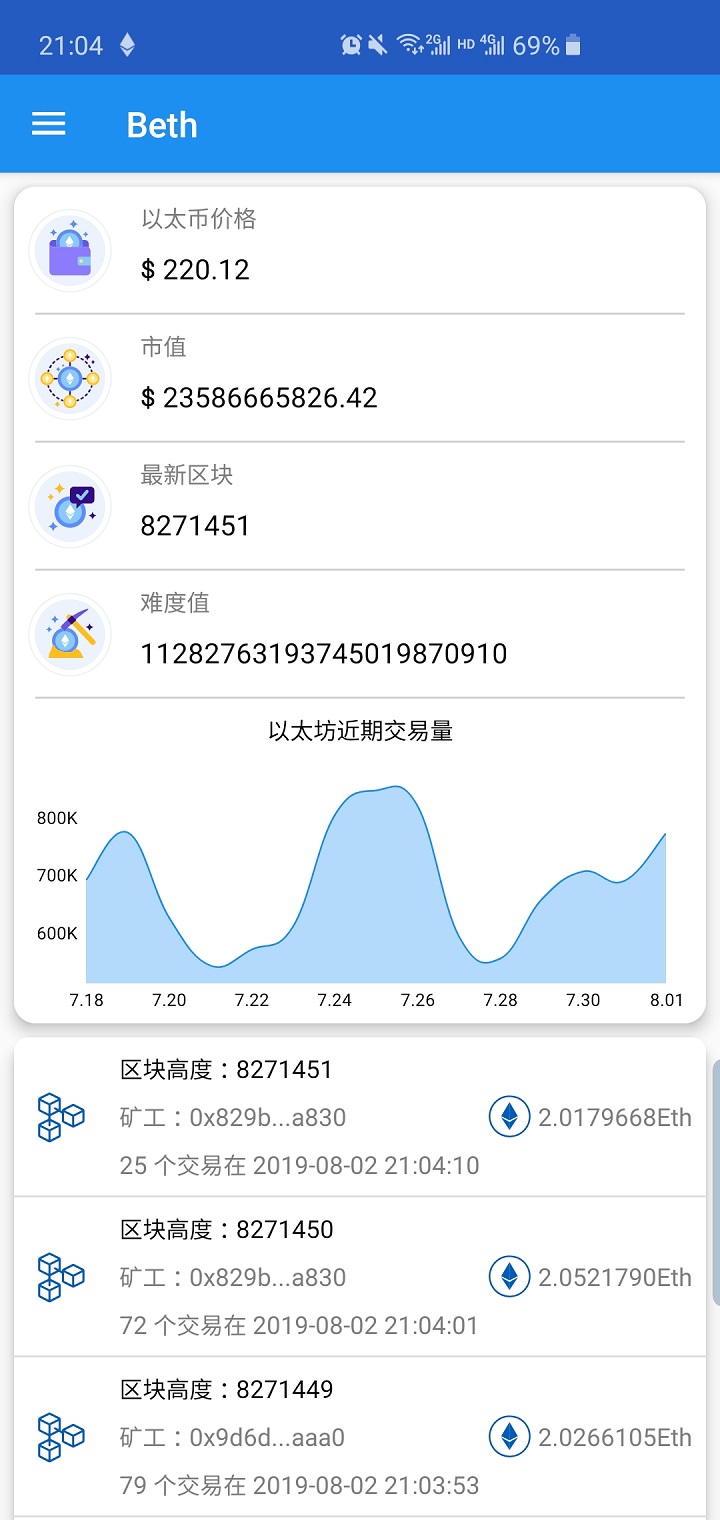 21:04 2G HD 4G 69%
Beth
以太币价格
$ 220.12
市值
$ 23586665826.42
最新区块
8271451
难度值
11282763193745019870910
以太坊近期交易量
800K
700K
600K
7.18 7.20 7.22 7.24 7.26 7.28 7.30 8.01
区块高度：8271451
矿工：0x829b...a830 2.0179668Eth
25 个交易在 2019-08-02 21:04:10
区块高度：8271450
矿工：0x829b...a830 2.0521790Eth
72 个交易在 2019-08-02 21:04:01
区块高度：8271449
矿工：0x9d6d...aaa0 2.0266105Eth
79 个交易在 2019-08-02 21:03:53